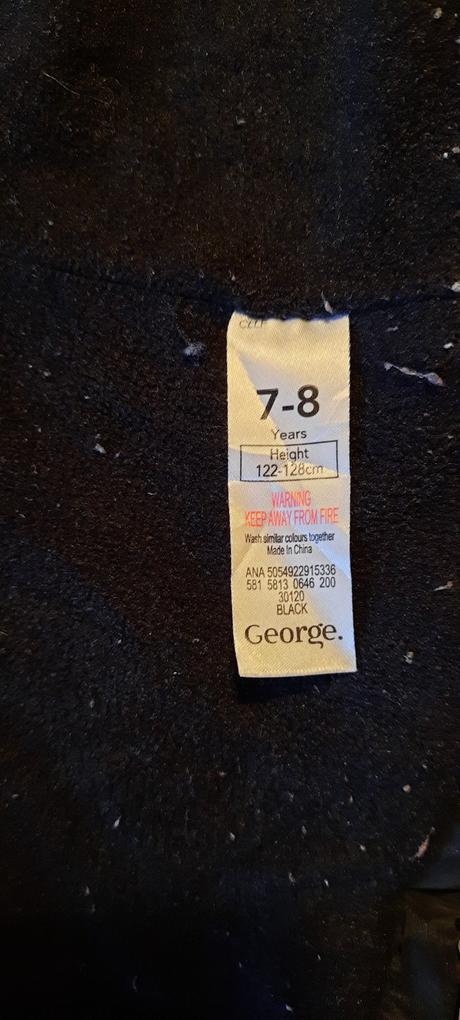 7-8
Years
Height
122-128cm
WARNING
KEEP AWAY FROM FIRE
Wash similar colours together
Made In China
ANA 5054922915336
581 5813 0646 200
30120
BLACK
George.